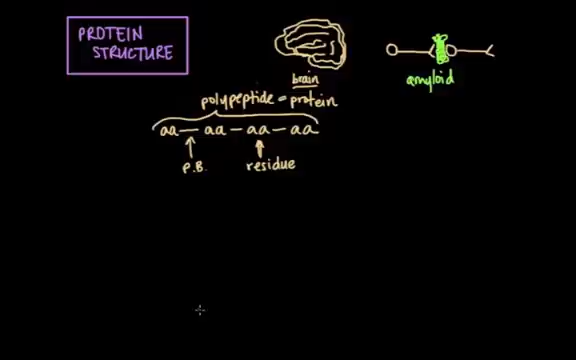 PROTEIN
STRUCTURE
brain
amyloid
polypeptide = protein
aa — aa — aa — aa
P.B.
residue